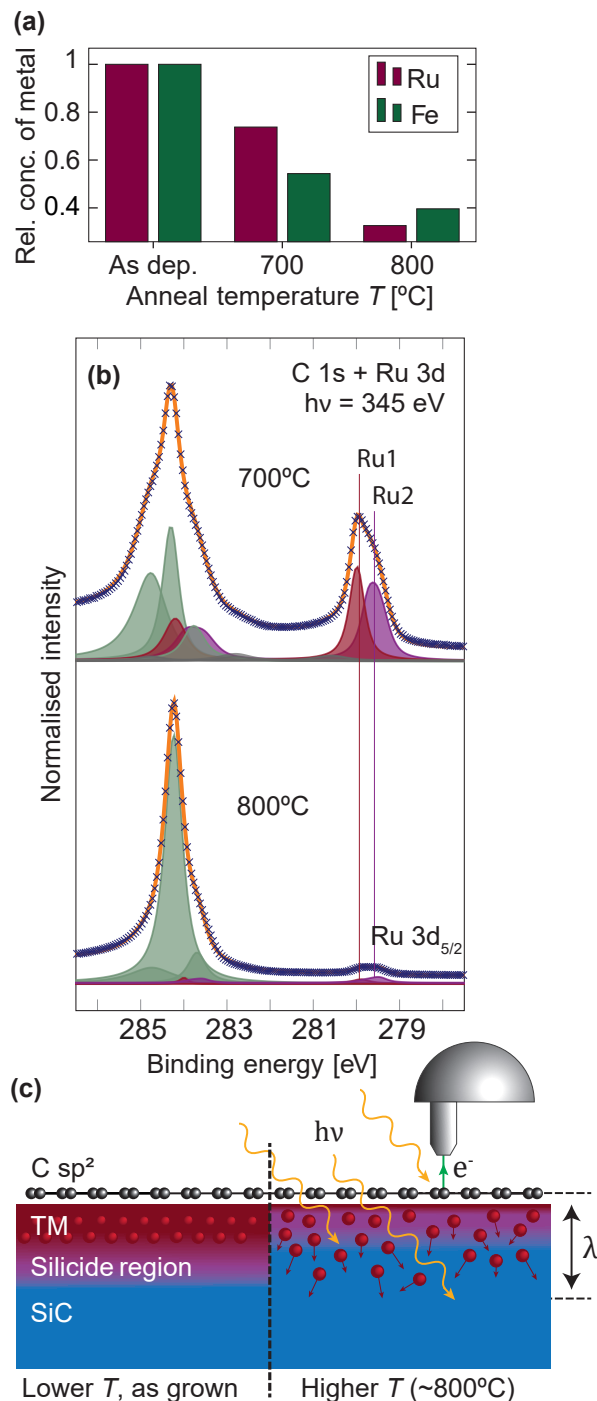 (a)
Rel. conc. of metal
1
0.8
0.6
0.4
Ru
Fe
As dep.
700
800
Anneal temperature T [ºC]
(b)
C 1s + Ru 3d
hν = 345 eV
Ru1
Ru2
700ºC
Normalised intensity
800ºC
Ru 3d5/2
285
283
281
279
Binding energy [eV]
(c)
hν
e-
C sp²
TM
λ
Silicide region
SiC
Lower T, as grown
Higher T (~800ºC)